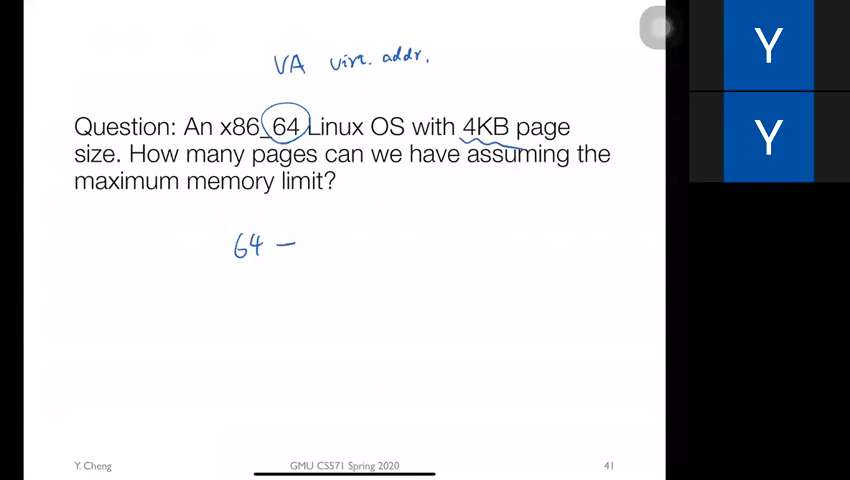 VA virt. addr.
Question: An x86_64 Linux OS with 4KB page
size. How many pages can we have assuming the
maximum memory limit?
64 –
Y. Cheng
GMU CS571 Spring 2020
41
Y
Y